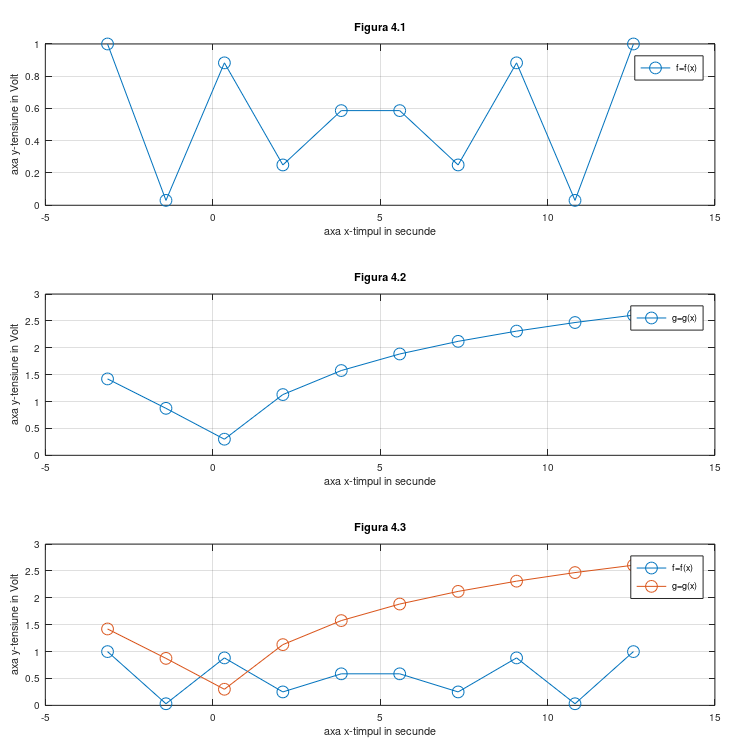 Figura 4.1
f=f(x)
axa y-tensiune in Volt
1
0.8
0.6
0.4
0.2
0
-5 0 5 10 15
axa x-timpul in secunde
Figura 4.2
g=g(x)
axa y-tensiune in Volt
3
2.5
2
1.5
1
0.5
0
-5 0 5 10 15
axa x-timpul in secunde
Figura 4.3
f=f(x)
g=g(x)
axa y-tensiune in Volt
3
2.5
2
1.5
1
0.5
0
-5 0 5 10 15
axa x-timpul in secunde